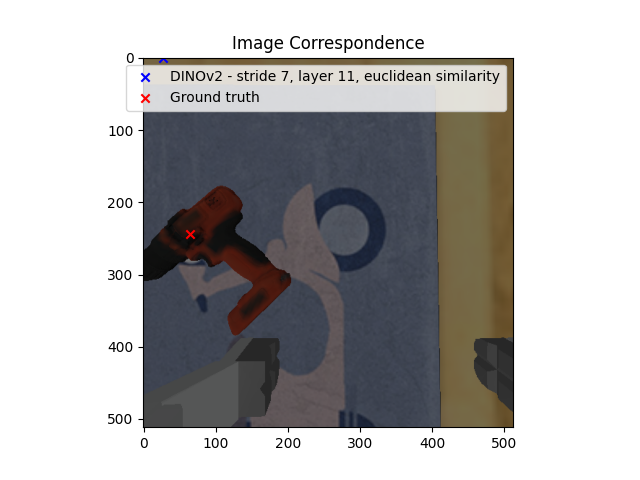 Image Correspondence
DINOv2 - stride 7, layer 11, euclidean similarity
Ground truth
0
100
200
300
400
500
0 100 200 300 400 500